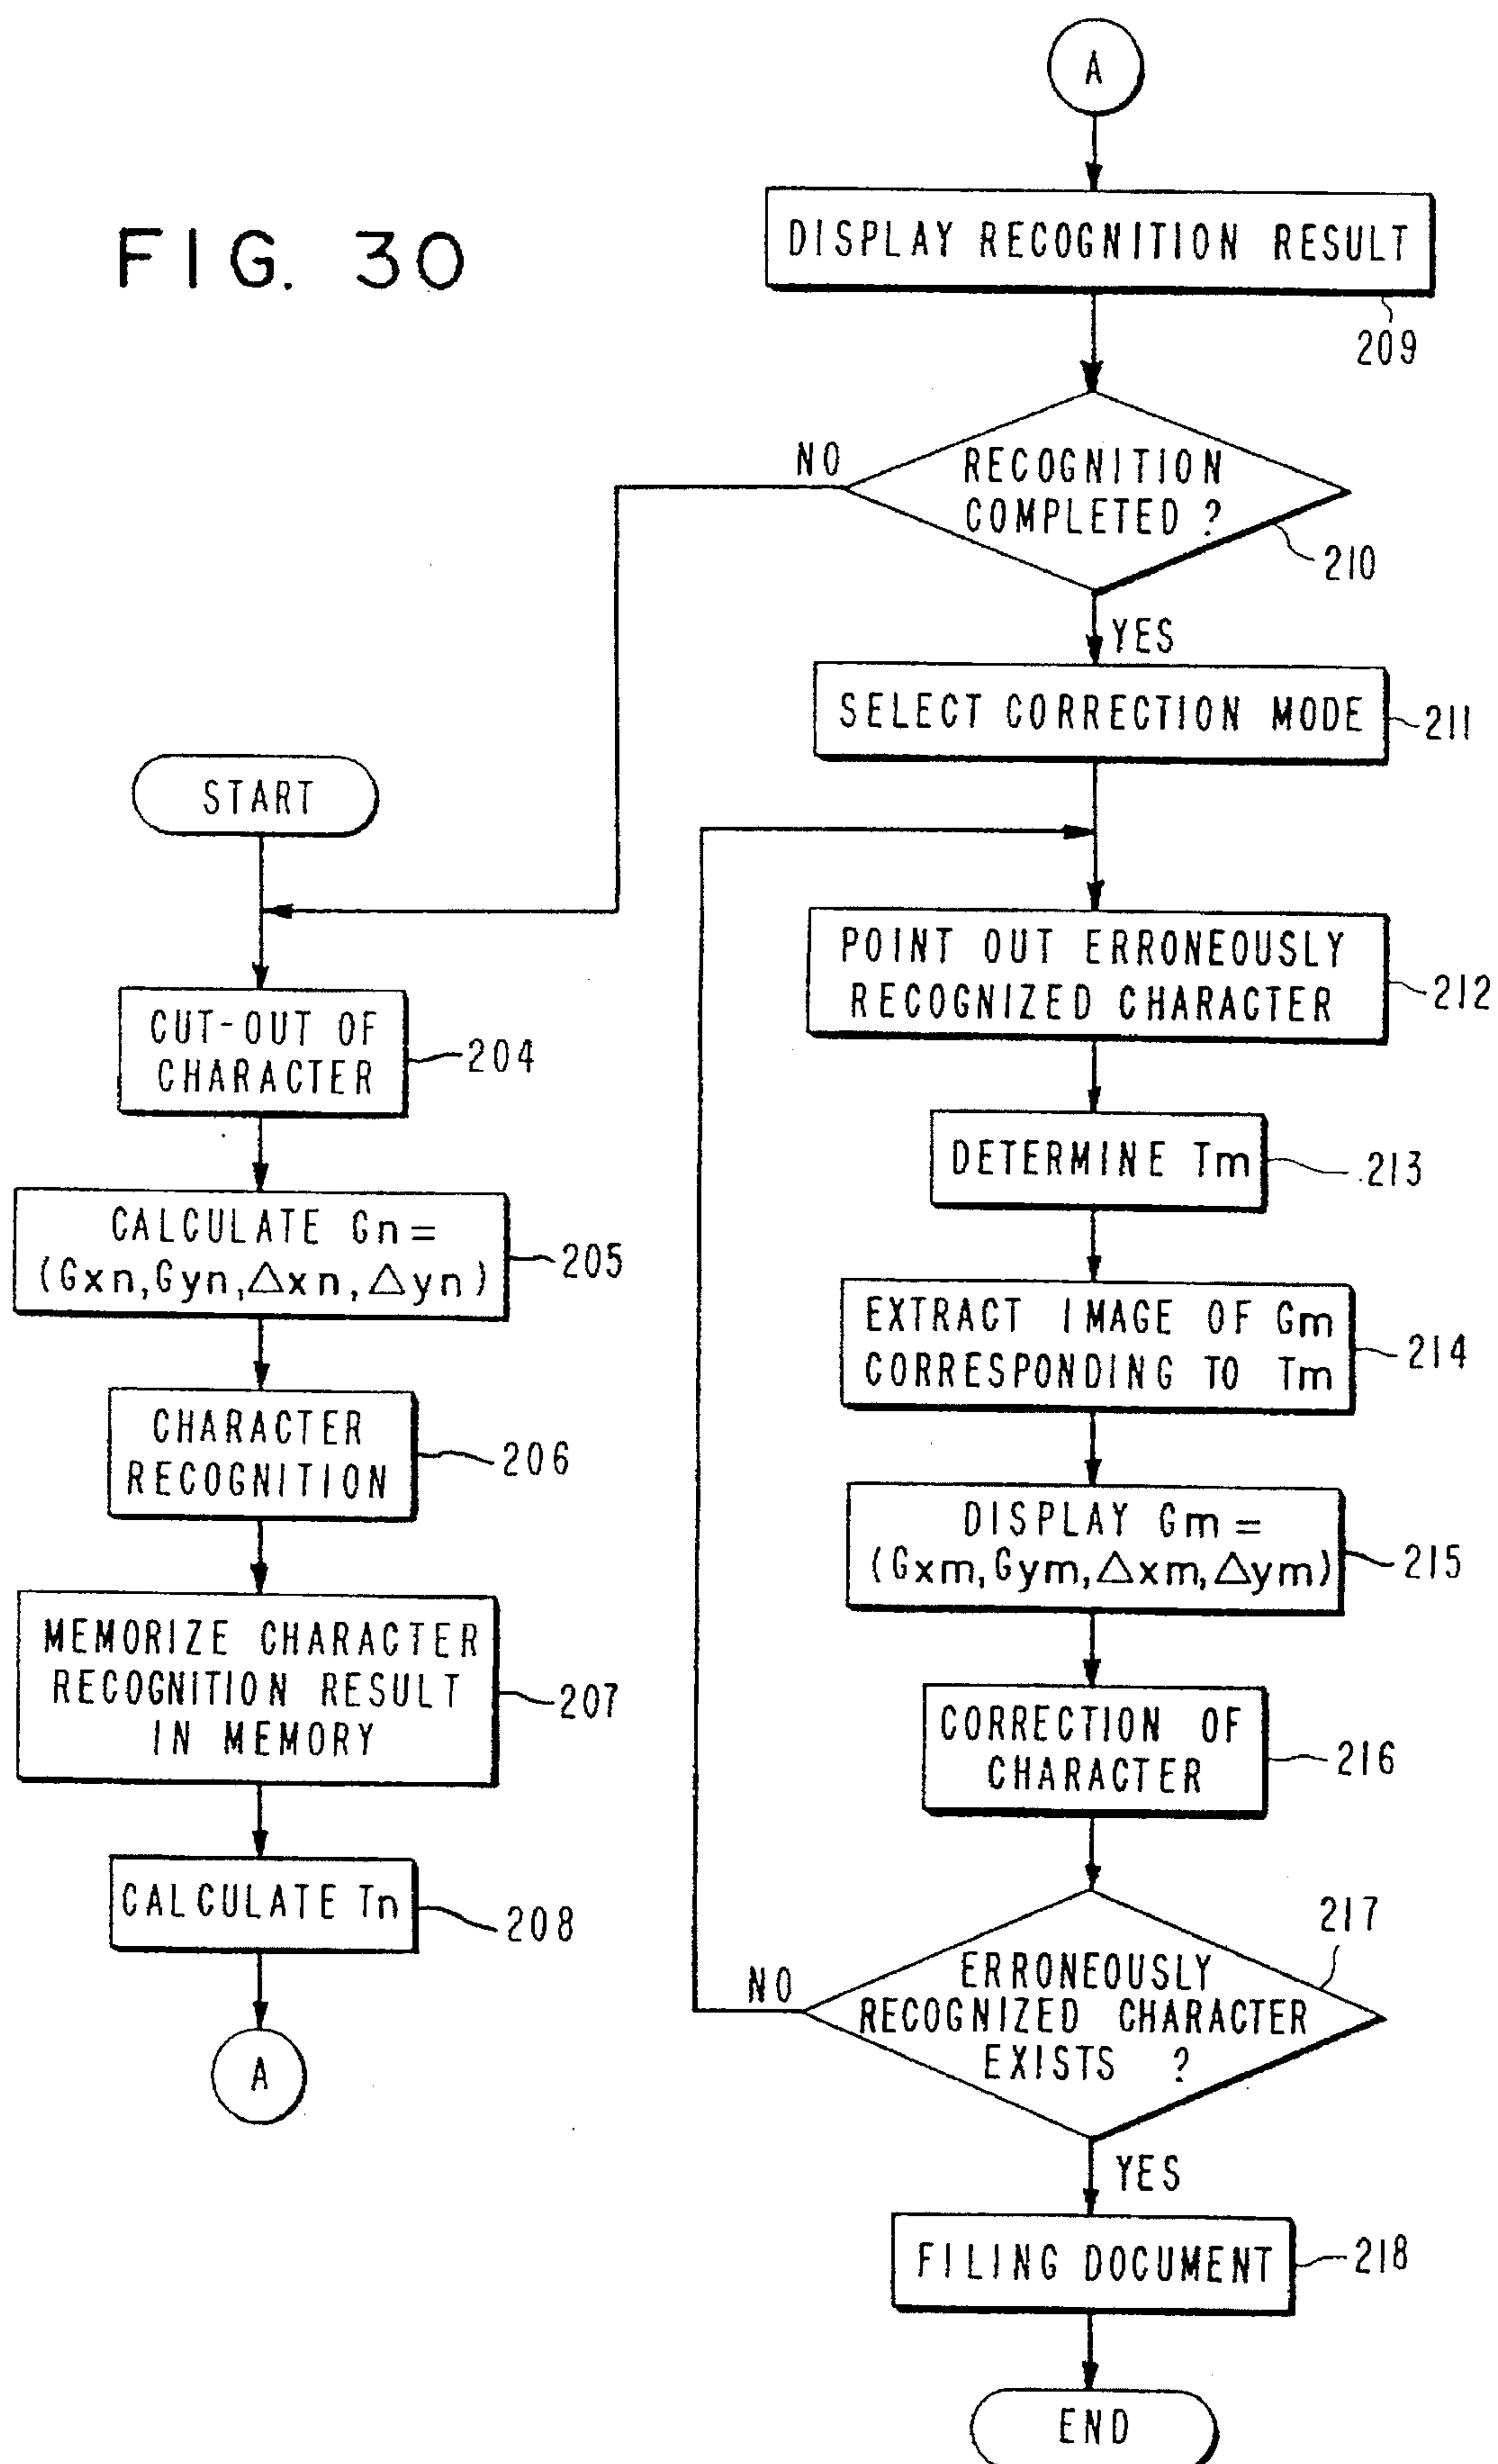 FIG. 30
START
CUT-OUT OF
CHARACTER
204
CALCULATE Gn =
(Gxn, Gyn, Δxn, Δyn)
205
CHARACTER
RECOGNITION
206
MEMORIZE CHARACTER
RECOGNITION RESULT
IN MEMORY
207
CALCULATE Tn
208
A
A
DISPLAY RECOGNITION RESULT
209
RECOGNITION
COMPLETED ?
NO
210
YES
SELECT CORRECTION MODE
211
POINT OUT ERRONEOUSLY
RECOGNIZED CHARACTER
212
DETERMINE Tm
213
EXTRACT IMAGE OF Gm
CORRESPONDING TO Tm
214
DISPLAY Gm =
(Gxm, Gym, Δxm, Δym)
215
CORRECTION OF
CHARACTER
216
217
ERRONEOUSLY
RECOGNIZED CHARACTER
EXISTS ?
NO
YES
FILING DOCUMENT
218
END